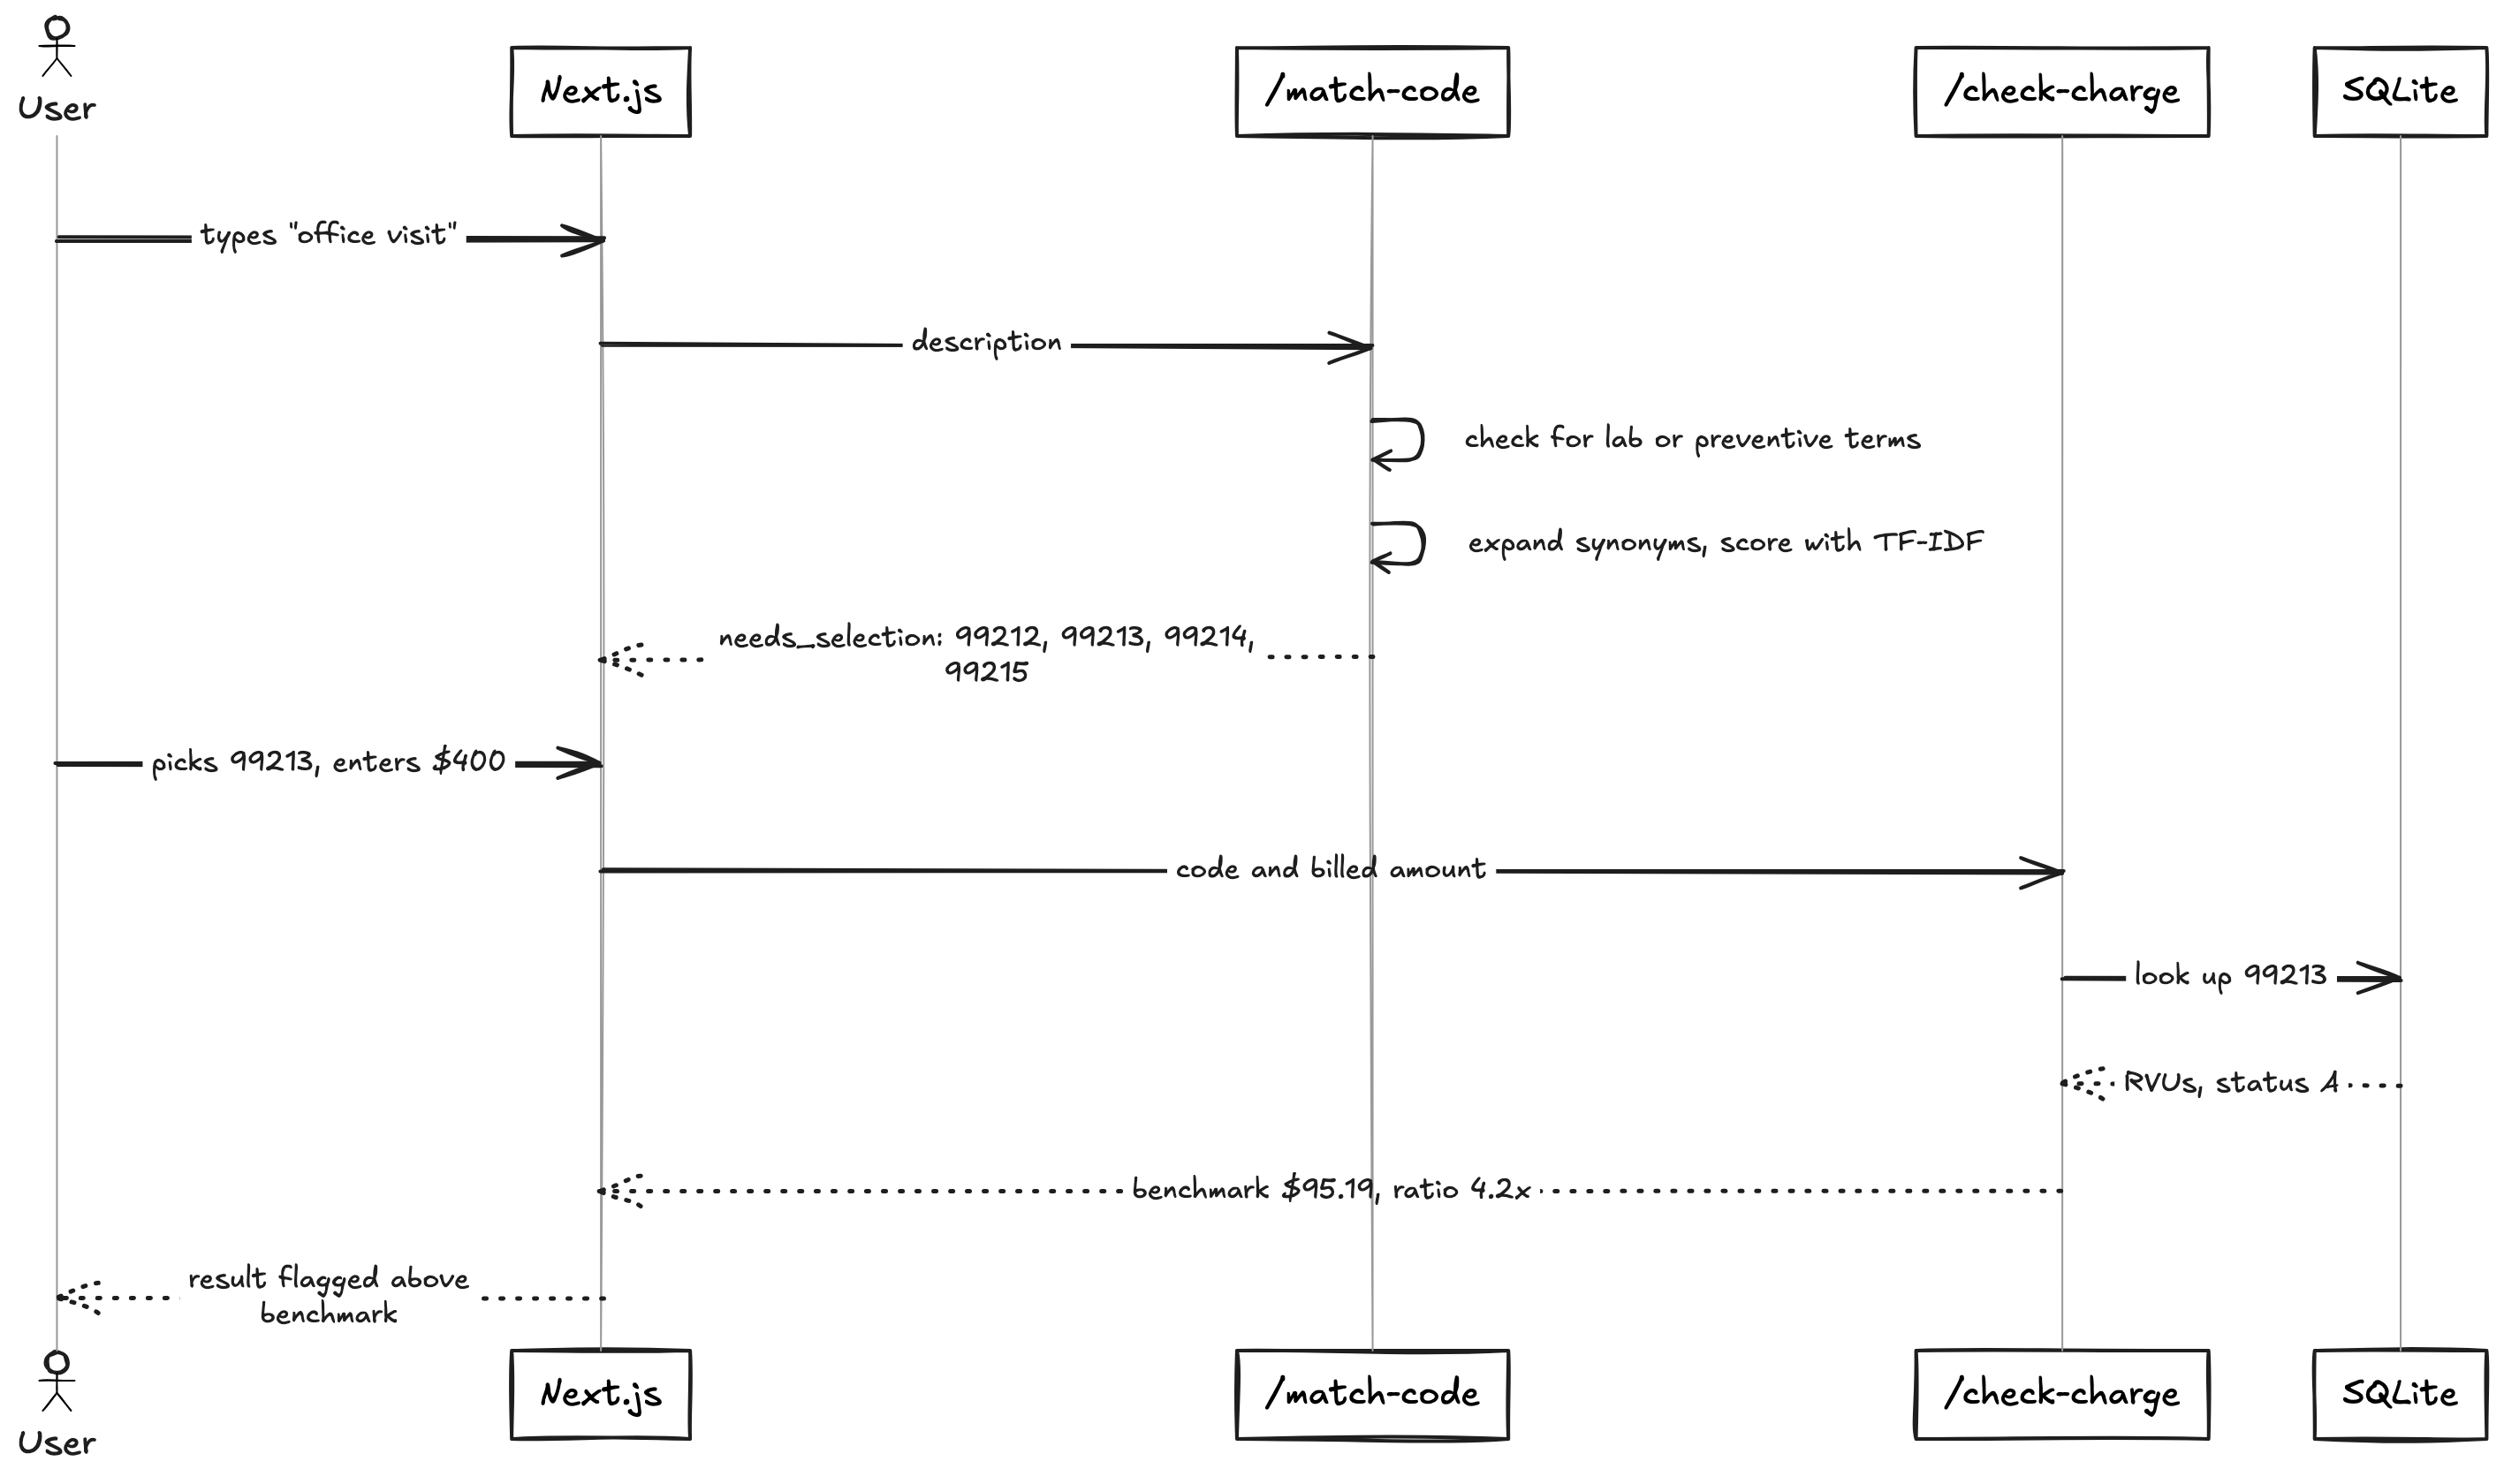 User
Next.js
/match-code
/check-charge
SQLite
types "office visit"
description
check for lab or preventive terms
expand synonyms, score with TF-IDF
needs_selection: 99212, 99213, 99214,
99215
picks 99213, enters $400
code and billed amount
look up 99213
RVUs, status A
benchmark $95.19, ratio 4.2x
result flagged above
benchmark
User
Next.js
/match-code
/check-charge
SQLite